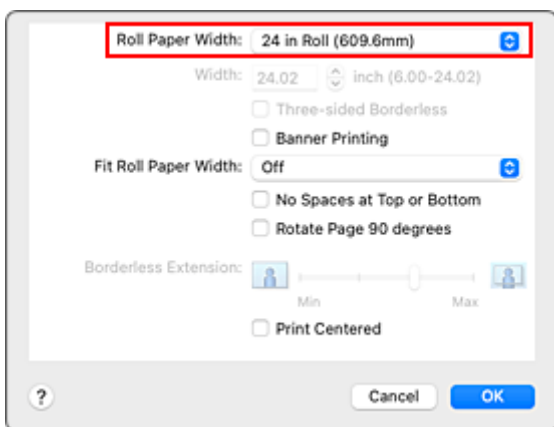 Roll Paper Width: 24 in Roll (609.6mm)
Width: 24.02 inch (6.00-24.02)
Three-sided Borderless
Banner Printing
Fit Roll Paper Width: Off
No Spaces at Top or Bottom
Rotate Page 90 degrees
Borderless Extension:
Min Max
Print Centered
? Cancel OK